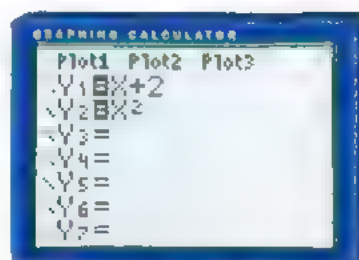 GRAPHING CALCULATOR
Plot1 Plot2 Plot3
\Y1=X+2
\Y2=X²
\Y3=
\Y4=
\Y5=
\Y6=
\Y7=